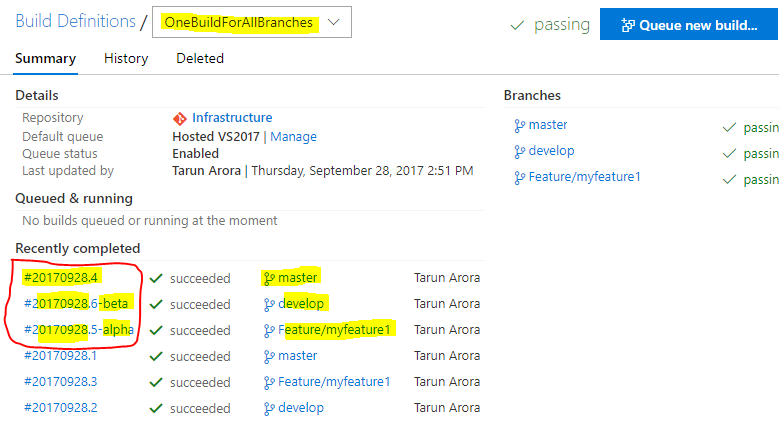 Build Definitions / OneBuildForAllBranches
passing
Queue new build...
Summary History Deleted
Details
Repository Infrastructure
Default queue Hosted VS2017 | Manage
Queue status Enabled
Last updated by Tarun Arora | Thursday, September 28, 2017 2:51 PM
Queued & running
No builds queued or running at the moment
Recently completed
#20170928.4 succeeded master Tarun Arora
#20170928.6-beta succeeded develop Tarun Arora
#20170928.5-alpha succeeded Feature/myfeature1 Tarun Arora
#20170928.1 succeeded master Tarun Arora
#20170928.3 succeeded Feature/myfeature1 Tarun Arora
#20170928.2 succeeded develop Tarun Arora
Branches
master passin
develop passin
Feature/myfeature1 passin